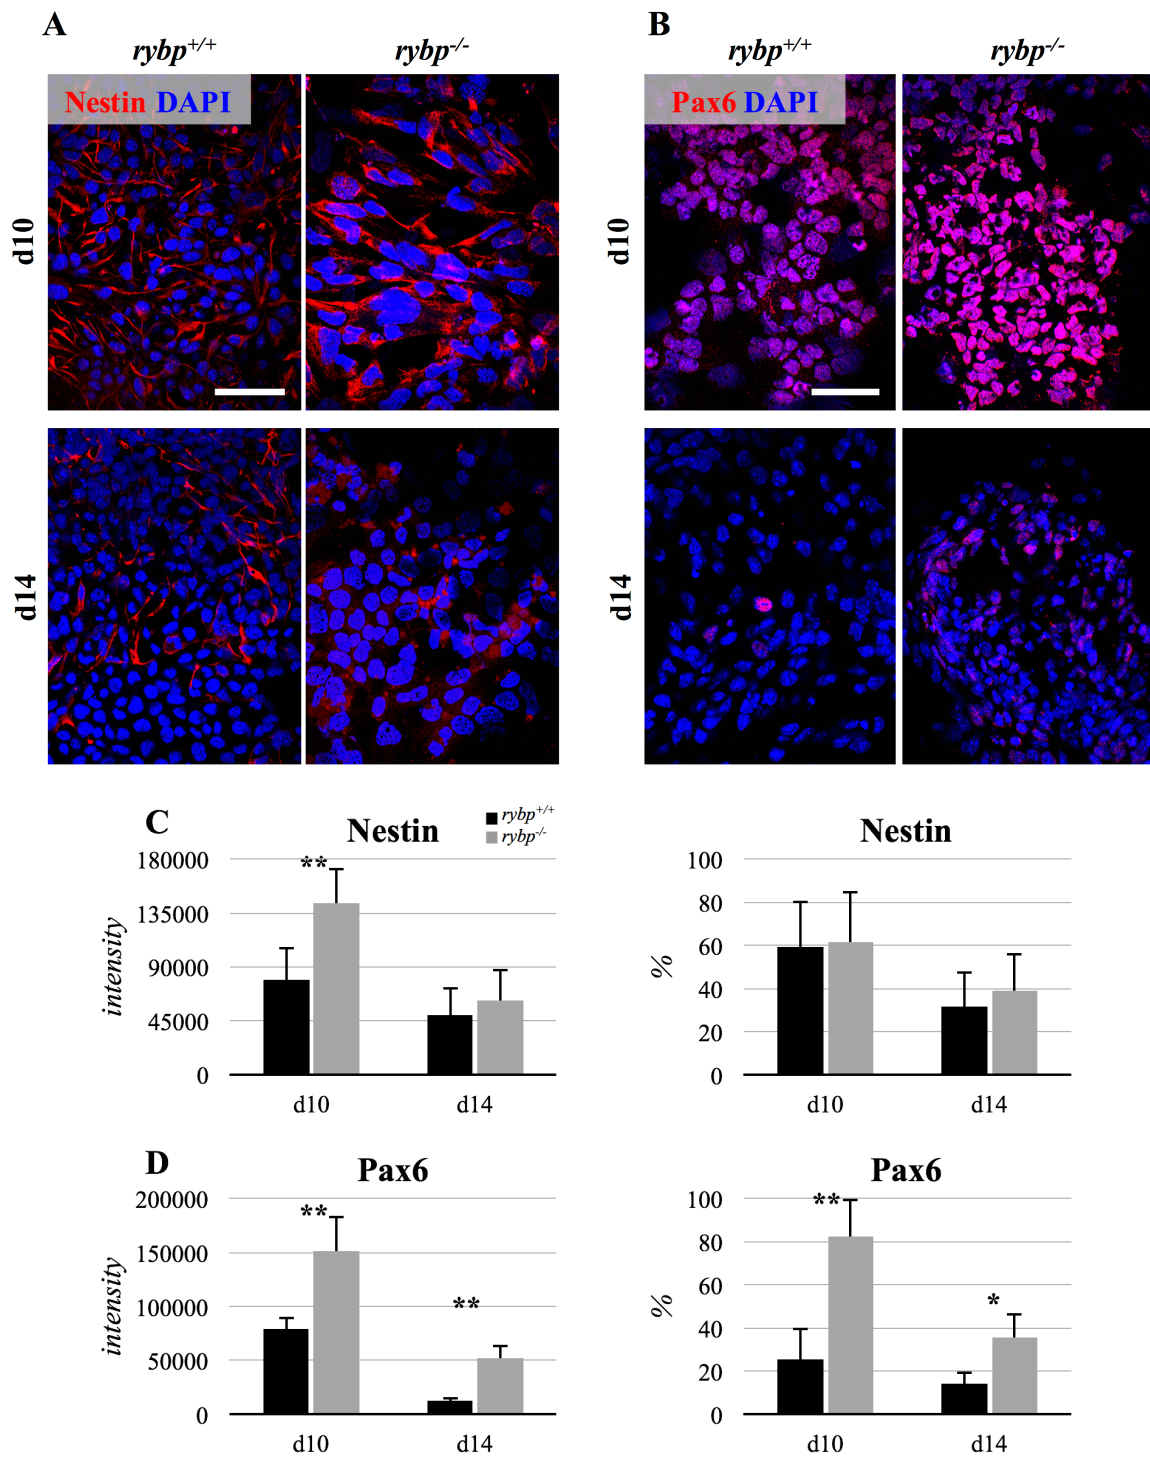 A
B
rybp+/+
rybp-/-
rybp+/+
rybp-/-
Nestin DAPI
Pax6 DAPI
d10
d10
d14
d14
C
rybp+/+
rybp-/-
Nestin
180000
135000
90000
45000
0
intensity
**
d10
d14
Nestin
100
80
60
40
20
0
%
d10
d14
D
Pax6
200000
150000
100000
50000
0
intensity
**
**
d10
d14
Pax6
100
80
60
40
20
0
%
**
*
d10
d14